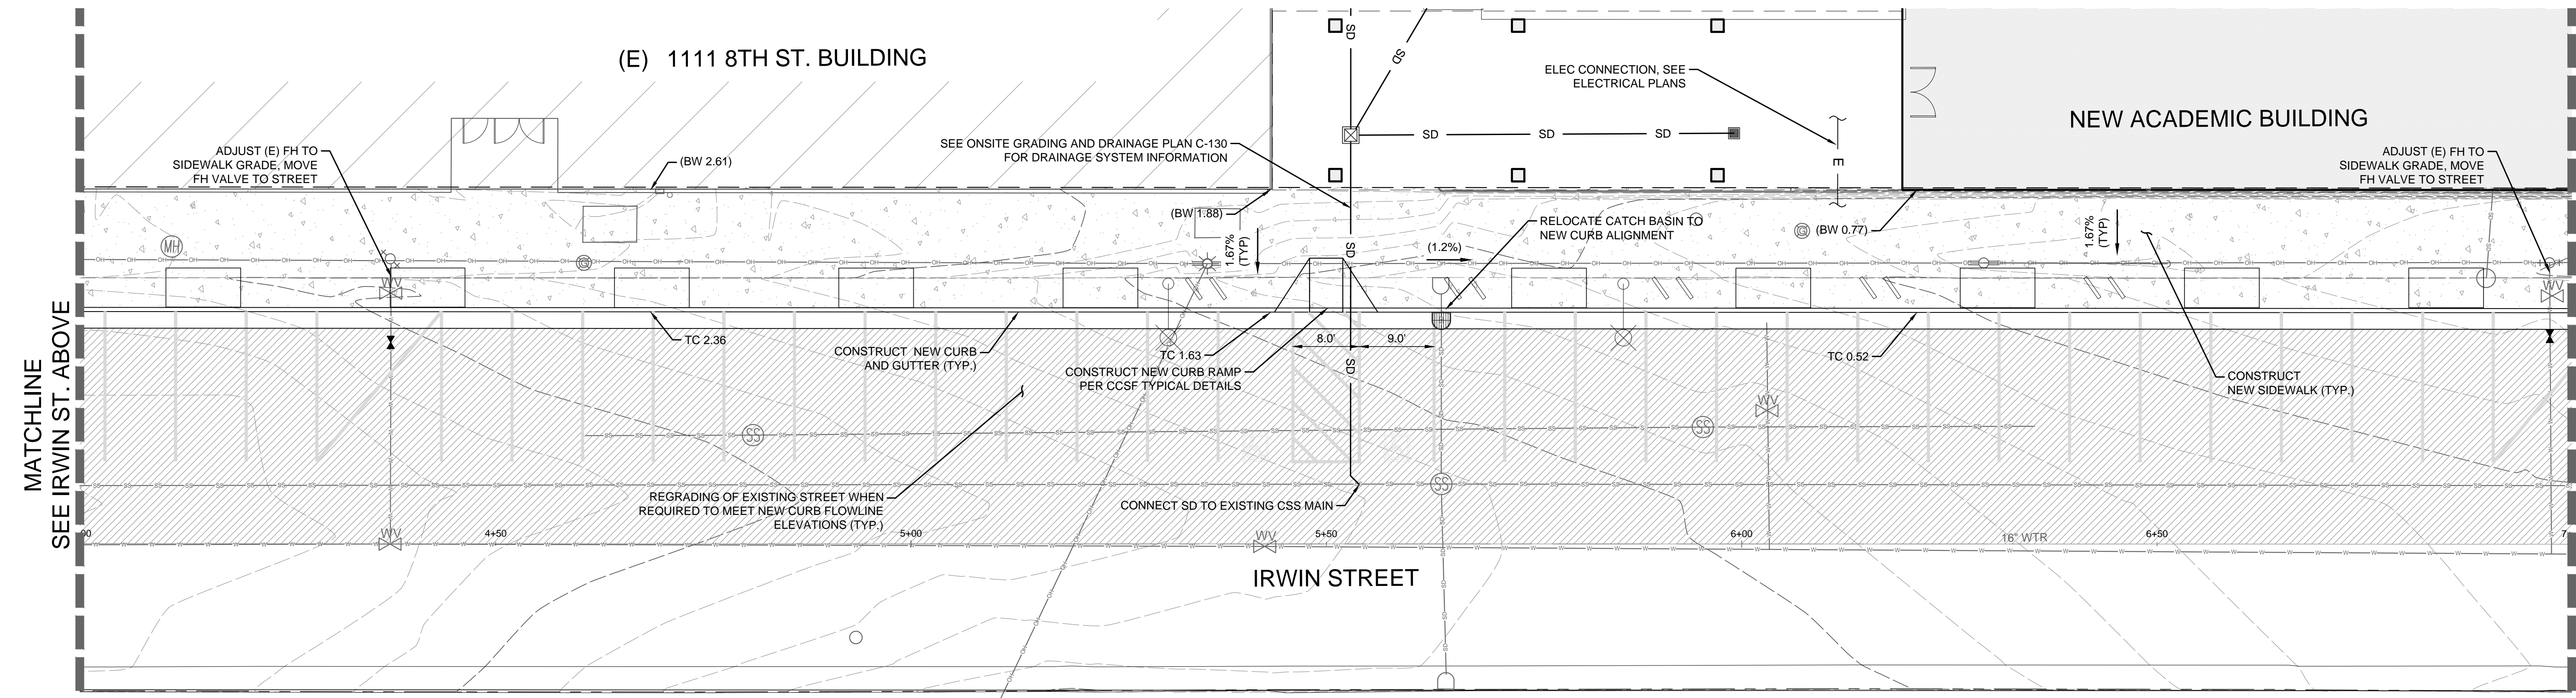 (E) 1111 8TH ST. BUILDING
NEW ACADEMIC BUILDING
ELEC CONNECTION, SEE
ELECTRICAL PLANS
SD
SD
SD
SD
SD
E
ADJUST (E) FH TO
SIDEWALK GRADE, MOVE
FH VALVE TO STREET
(BW 2.61)
SEE ONSITE GRADING AND DRAINAGE PLAN C-130
FOR DRAINAGE SYSTEM INFORMATION
ADJUST (E) FH TO
SIDEWALK GRADE, MOVE
FH VALVE TO STREET
(BW 1.88)
RELOCATE CATCH BASIN TO
NEW CURB ALIGNMENT
(BW 0.77)
1.67%
(TYP)
(1.2%)
1.67%
(TYP)
MH
G
G
SD
WV
WV
TC 2.36
CONSTRUCT NEW CURB
AND GUTTER (TYP.)
TC 1.63
8.0'
9.0'
TC 0.52
CONSTRUCT NEW CURB RAMP
PER CCSF TYPICAL DETAILS
SD
CONSTRUCT
NEW SIDEWALK (TYP.)
WV
SS
SS
SS
REGRADING OF EXISTING STREET WHEN
REQUIRED TO MEET NEW CURB FLOWLINE
ELEVATIONS (TYP.)
CONNECT SD TO EXISTING CSS MAIN
MATCHLINE
SEE IRWIN ST. ABOVE
00
4+50
5+00
5+50
6+00
6+50
7
WV
WV
16" WTR
IRWIN STREET